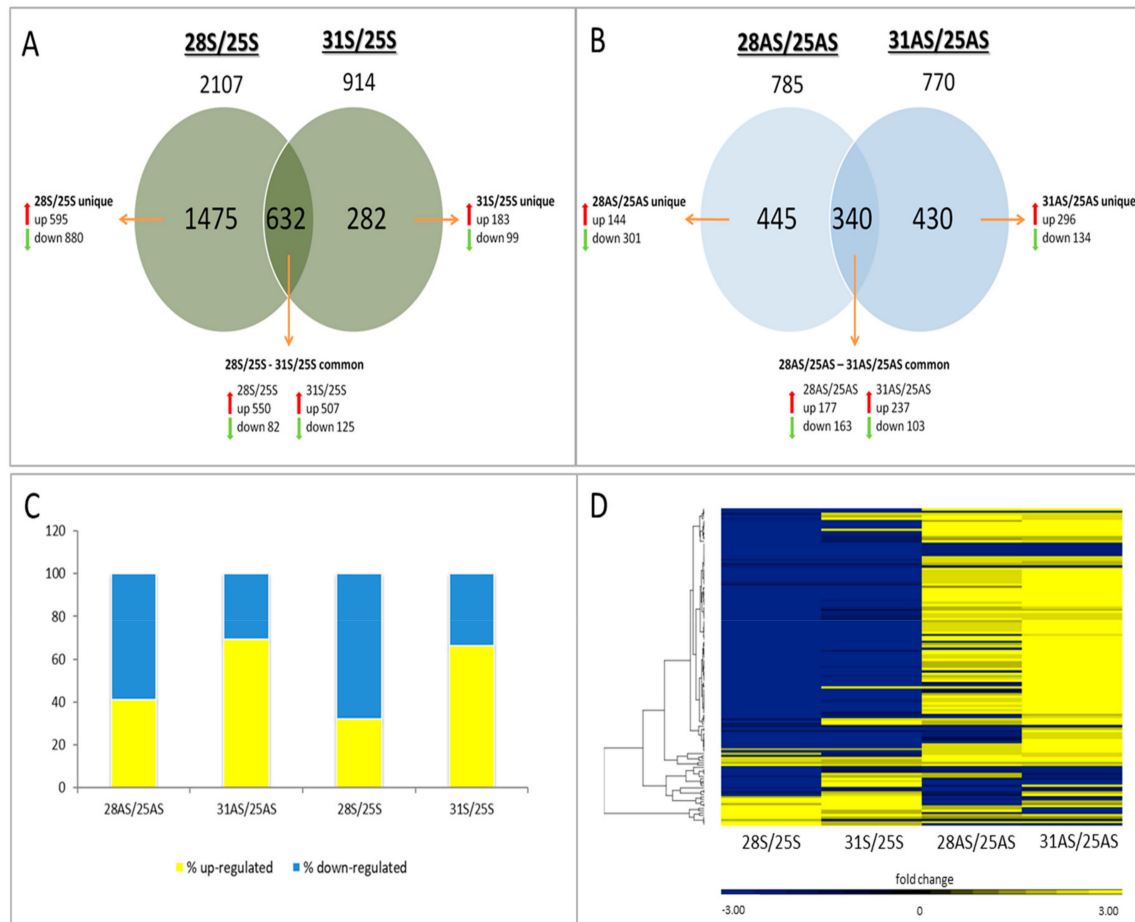 A
28S/25S 31S/25S
2107 914
28S/25S unique
up 595
down 880
1475 632 282
31S/25S unique
up 183
down 99
28S/25S - 31S/25S common
28S/25S 31S/25S
up 550 up 507
down 82 down 125
B
28AS/25AS 31AS/25AS
785 770
28AS/25AS unique
up 144
down 301
445 340 430
31AS/25AS unique
up 296
down 134
28AS/25AS – 31AS/25AS common
28AS/25AS 31AS/25AS
up 177 up 237
down 163 down 103
C
120
100
80
60
40
20
0
28AS/25AS 31AS/25AS 28S/25S 31S/25S
% up-regulated % down-regulated
D
28S/25S 31S/25S 28AS/25AS 31AS/25AS
fold change
-3.00 0 3.00